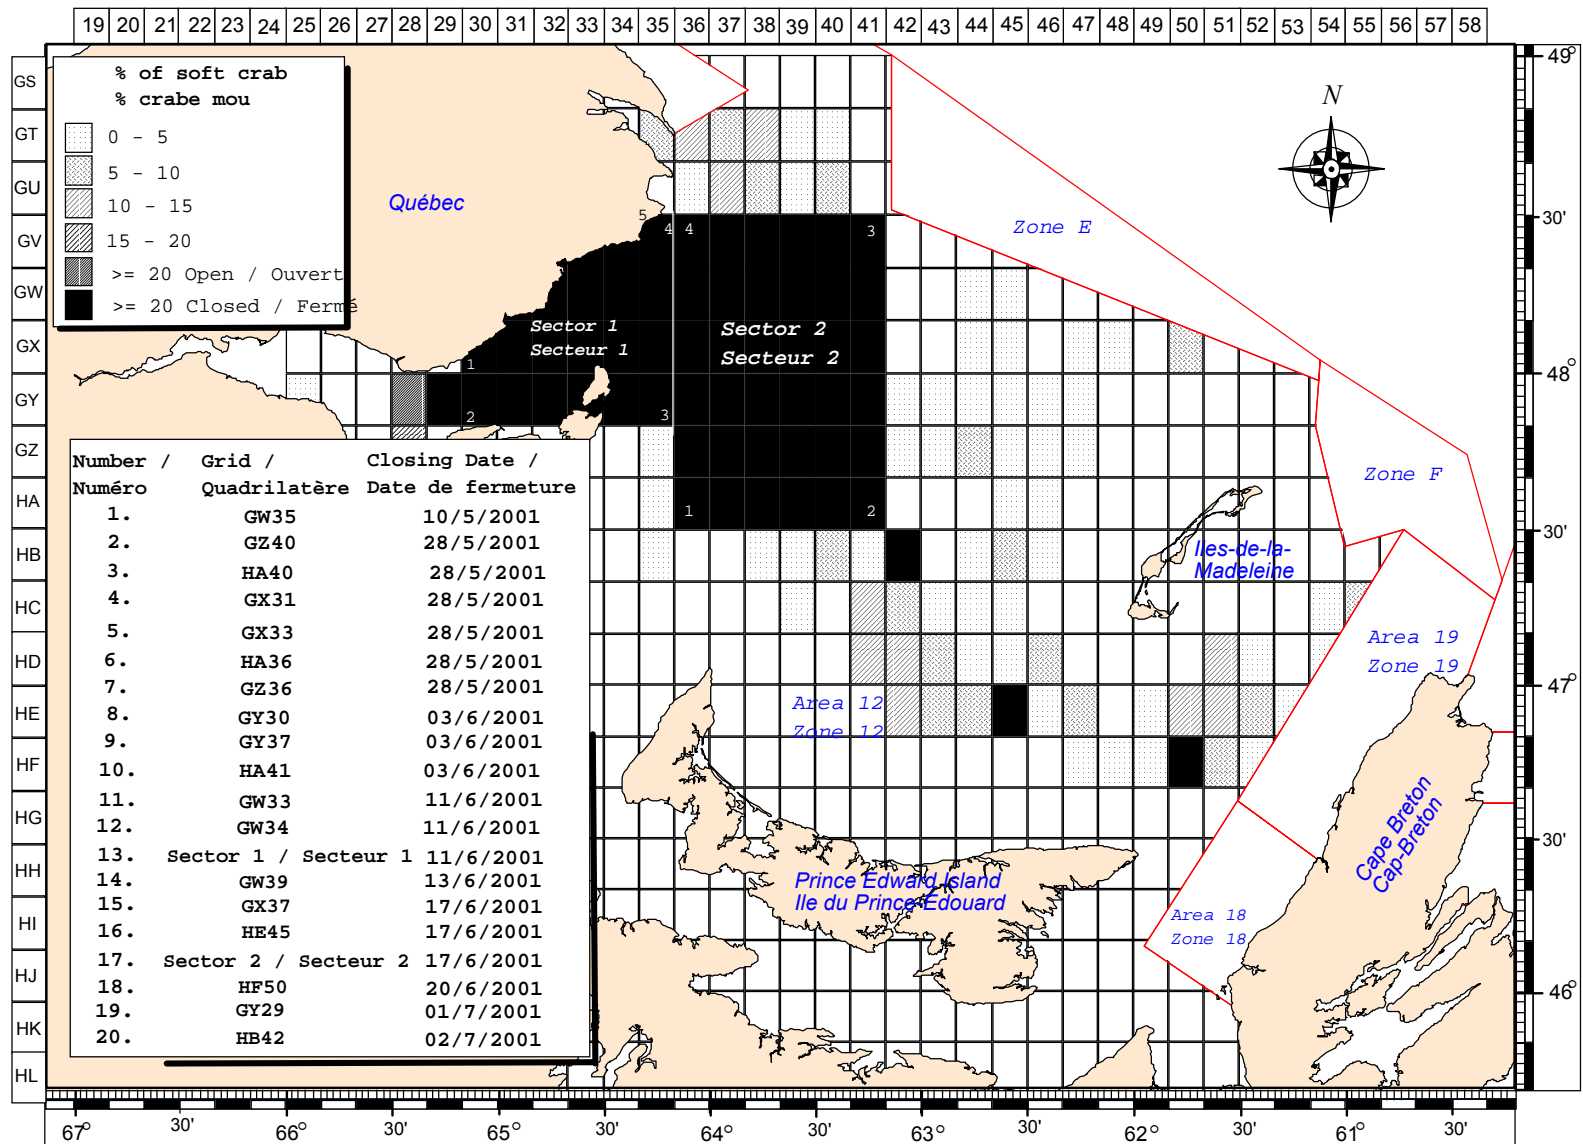 19 20 21 22 23 24 25 26 27 28 29 30 31 32 33 34 35 36 37 38 39 40 41 42 43 44 45 46 47 48 49 50 51 52 53 54 55 56 57 58
% of soft crab
% crabe mou
0 - 5
5 - 10
10 - 15
15 - 20
>= 20 Open / Ouvert
>= 20 Closed / Fermé
GS
GT
GU
GV
GW
GX
GY
GZ
HA
HB
HC
HD
HE
HF
HG
HH
HI
HJ
HK
HL
49°
30'
48°
30'
47°
30'
46°
N
Québec
Zone E
5
4 4 3
Sector 1
Secteur 1
Sector 2
Secteur 2
1
2 3
1 2
Zone F
Iles-de-la-
Madeleine
Area 19
Zone 19
Area 12
Zone 12
Cape Breton
Cap-Breton
Prince Edward Island
Ile du Prince-Edouard
Area 18
Zone 18
Number / Grid / Closing Date /
Numéro Quadrilatère Date de fermeture
1. GW35 10/5/2001
2. GZ40 28/5/2001
3. HA40 28/5/2001
4. GX31 28/5/2001
5. GX33 28/5/2001
6. HA36 28/5/2001
7. GZ36 28/5/2001
8. GY30 03/6/2001
9. GY37 03/6/2001
10. HA41 03/6/2001
11. GW33 11/6/2001
12. GW34 11/6/2001
13. Sector 1 / Secteur 1 11/6/2001
14. GW39 13/6/2001
15. GX37 17/6/2001
16. HE45 17/6/2001
17. Sector 2 / Secteur 2 17/6/2001
18. HF50 20/6/2001
19. GY29 01/7/2001
20. HB42 02/7/2001
67° 30' 66° 30' 65° 30' 64° 30' 63° 30' 62° 30' 61° 30'